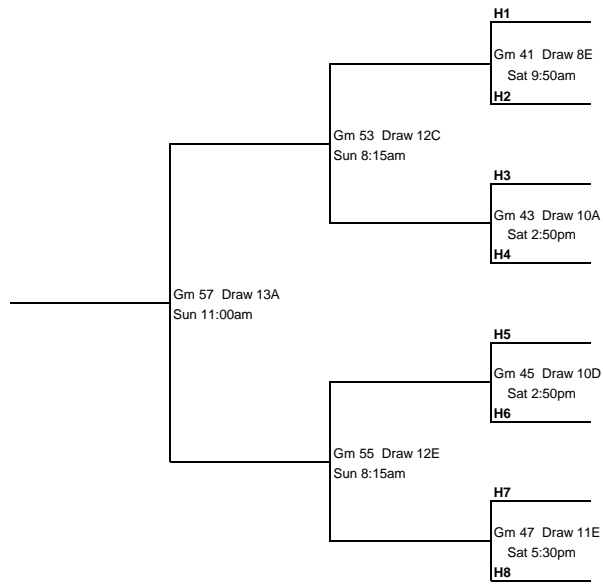 H1
Gm 41 Draw 8E
Sat 9:50am
H2
Gm 53 Draw 12C
Sun 8:15am
H3
Gm 43 Draw 10A
Sat 2:50pm
H4
Gm 57 Draw 13A
Sun 11:00am
H5
Gm 45 Draw 10D
Sat 2:50pm
H6
Gm 55 Draw 12E
Sun 8:15am
H7
Gm 47 Draw 11E
Sat 5:30pm
H8